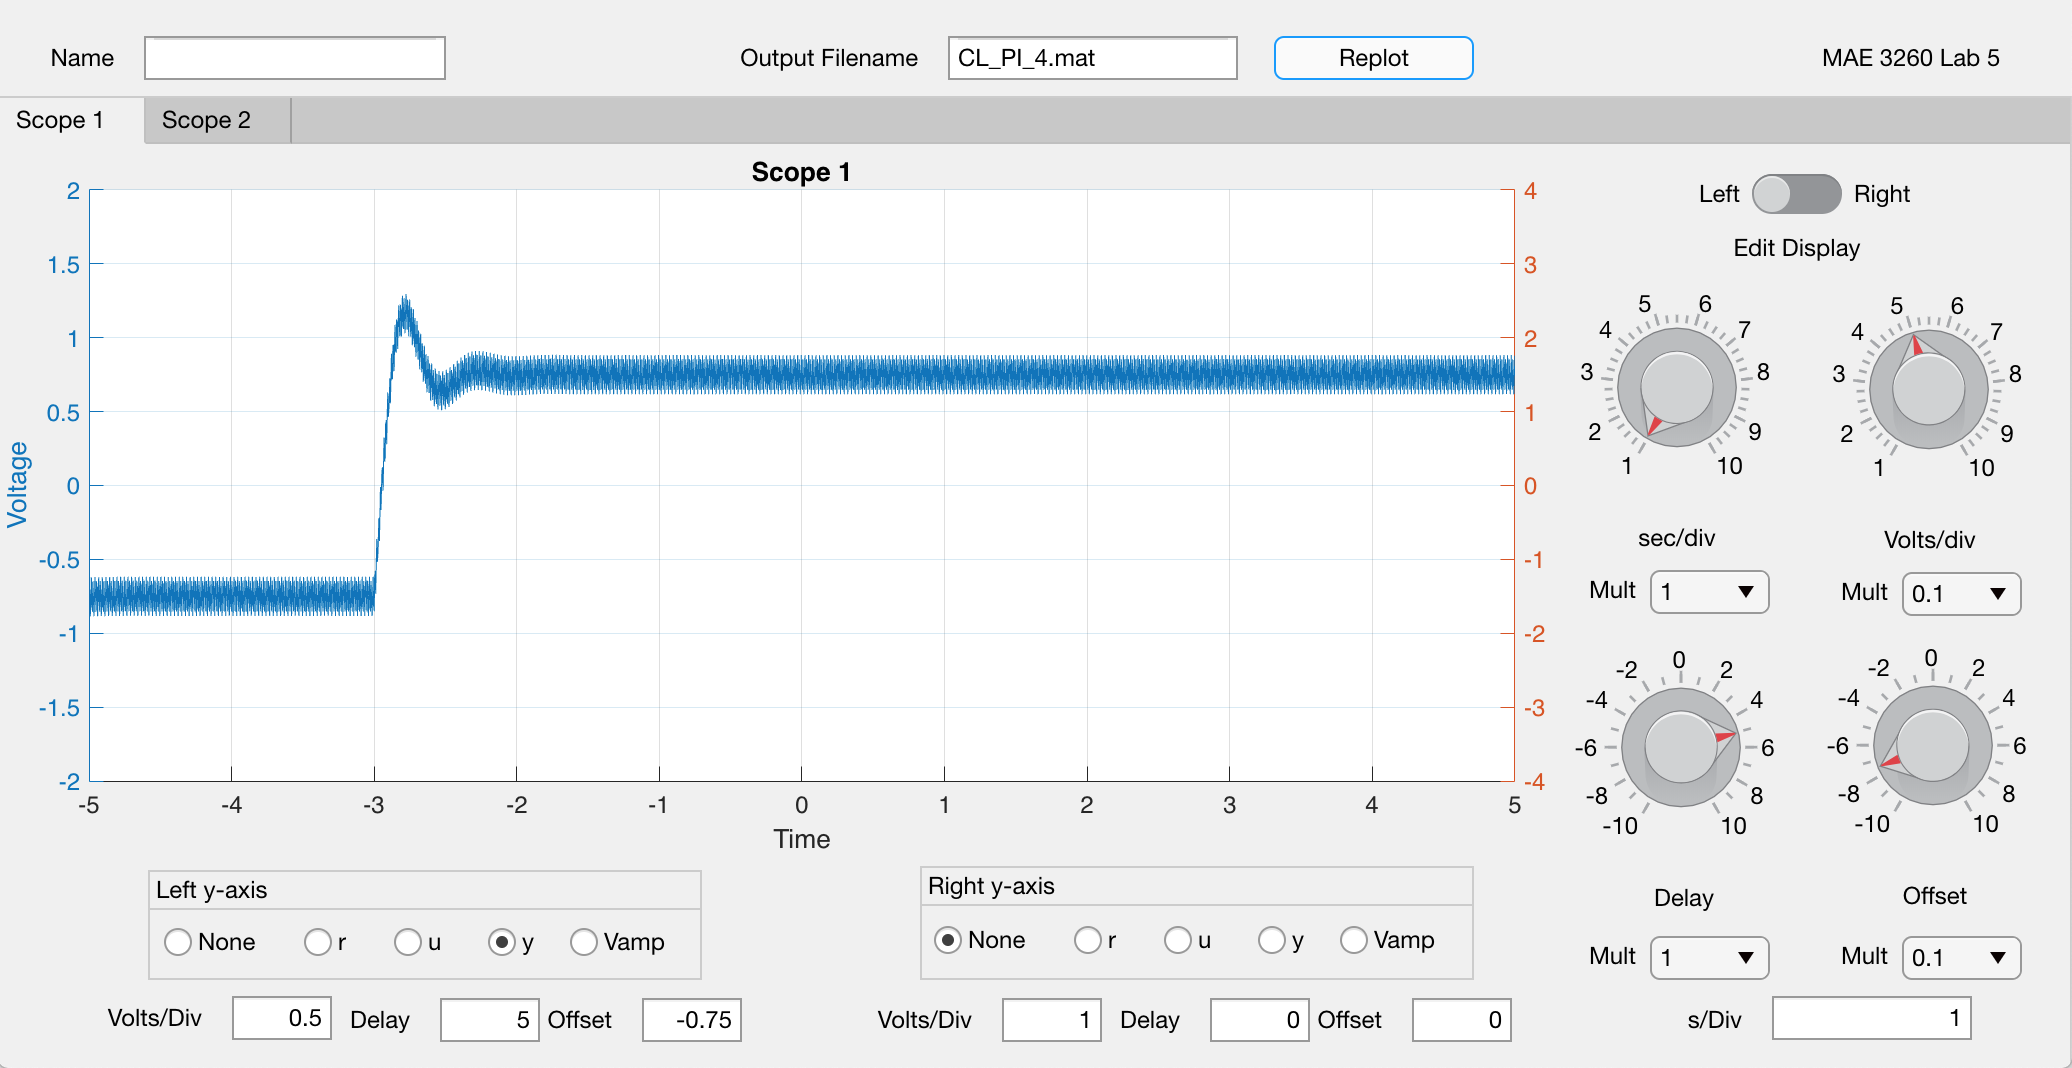 Name
Output Filename CL_PI_4.mat Replot MAE 3260 Lab 5
Scope 1 Scope 2
Scope 1
2
1.5
1
0.5
0
-0.5
-1
-1.5
-2
Voltage
4
3
2
1
0
-1
-2
-3
-4
-5 -4 -3 -2 -1 0 1 2 3 4 5
Time
Left Right
Edit Display
1 2 3 4 5 6 7 8 9 10
sec/div
Mult 1
1 2 3 4 5 6 7 8 9 10
Volts/div
Mult 0.1
-10 -8 -6 -4 -2 0 2 4 6 8 10
Delay
Mult 1
-10 -8 -6 -4 -2 0 2 4 6 8 10
Offset
Mult 0.1
Left y-axis
None r u y Vamp
Volts/Div 0.5 Delay 5 Offset -0.75
Right y-axis
None r u y Vamp
Volts/Div 1 Delay 0 Offset 0
s/Div 1